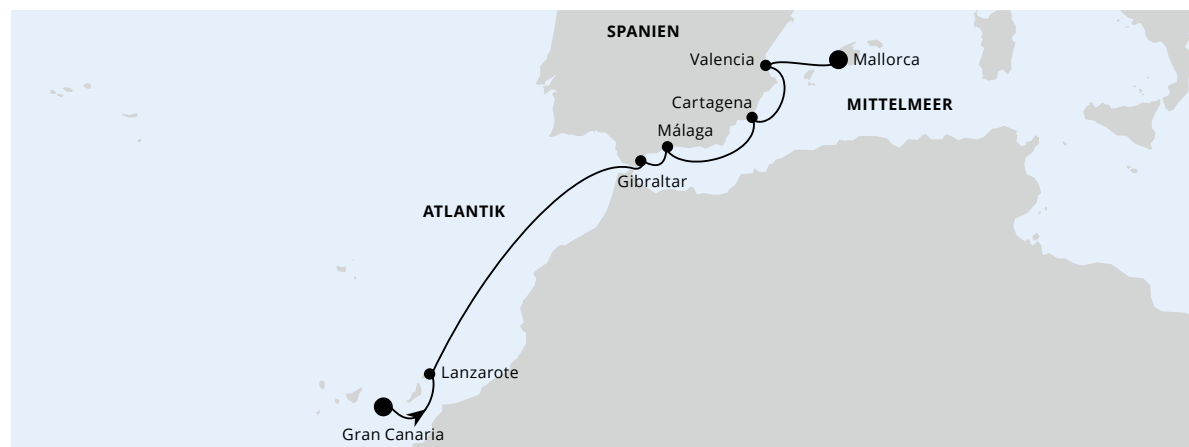 SPANIEN
Valencia
Mallorca
Cartagena
MITTELMEER
Málaga
Gibraltar
ATLANTIK
Lanzarote
Gran Canaria